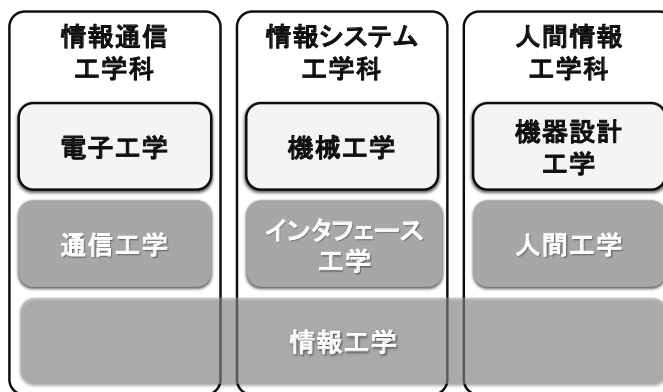 情報通信
工学科
電子工学
通信工学
情報システム
工学科
機械工学
インタフェース
工学
人間情報
工学科
機器設計
工学
人間工学
情報工学